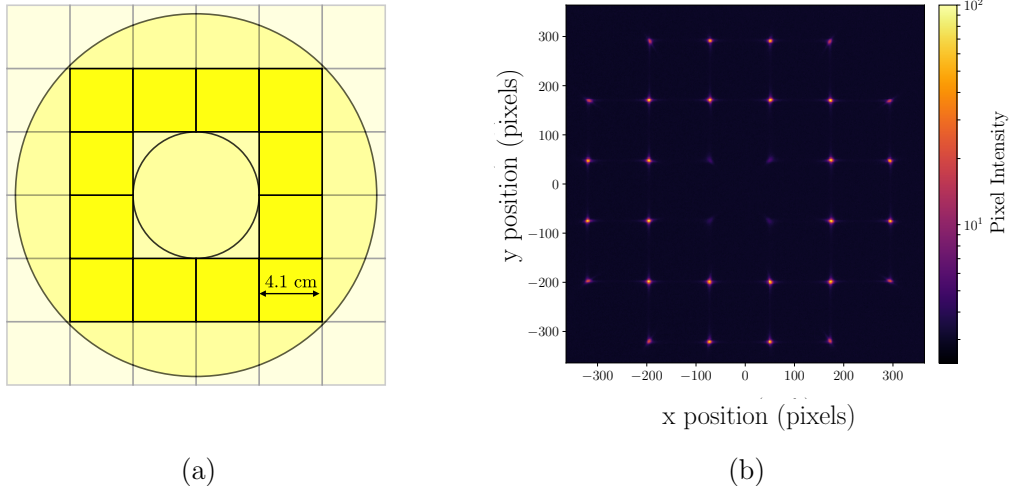 4.1 cm
(a)
y position (pixels)
300
200
100
0
−100
−200
−300
−300 −200 −100 0 100 200 300
x position (pixels)
10²
10¹
Pixel Intensity
(b)